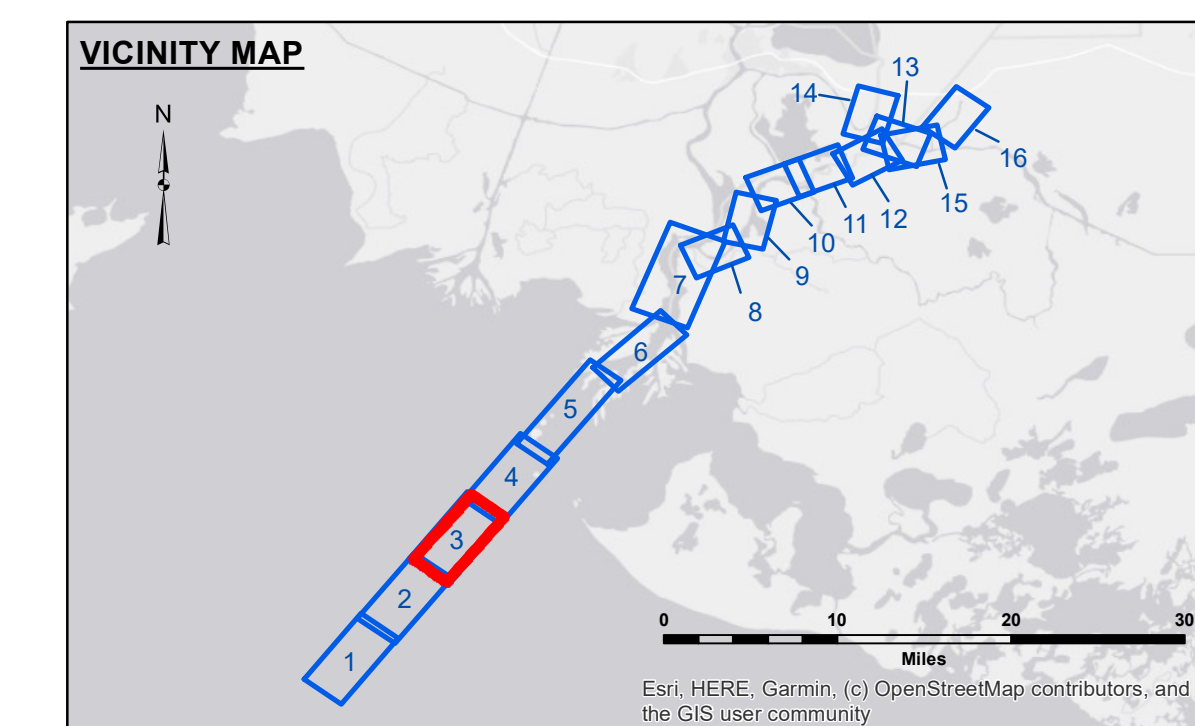 VICINITY MAP
N
13
14
16
15
12
11
10
9
8
7
6
5
4
3
2
1
0 10 20 30
Miles
Esri, HERE, Garmin, (c) OpenStreetMap contributors, and
the GIS user community